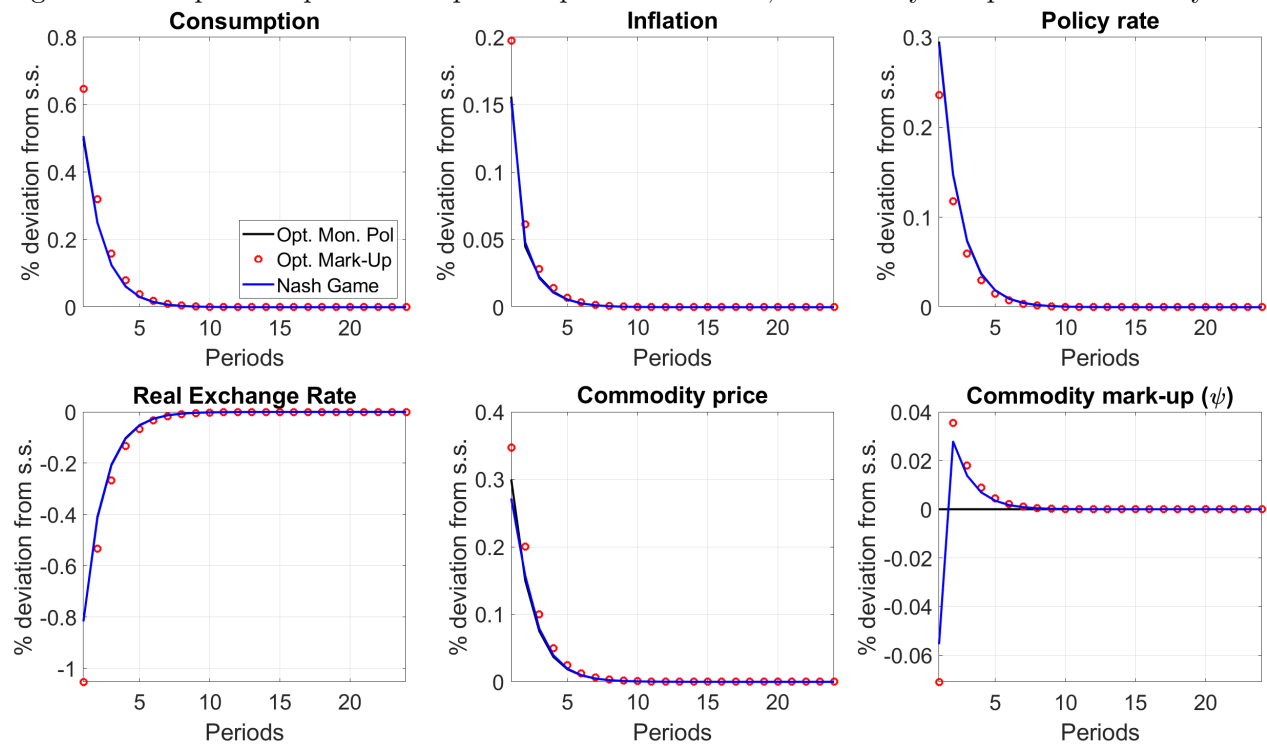 Consumption
Inflation
Policy rate
% deviation from s.s.
0.8
0.6
0.4
0.2
0
5
10
15
20
Periods
Opt. Mon. Pol
Opt. Mark-Up
Nash Game
% deviation from s.s.
0.2
0.15
0.1
0.05
0
5
10
15
20
Periods
% deviation from s.s.
0.3
0.2
0.1
0
5
10
15
20
Periods
Real Exchange Rate
Commodity price
Commodity mark-up (ψ)
% deviation from s.s.
0
-0.2
-0.4
-0.6
-0.8
-1
5
10
15
20
Periods
% deviation from s.s.
0.4
0.3
0.2
0.1
0
5
10
15
20
Periods
% deviation from s.s.
0.04
0.02
0
-0.02
-0.04
-0.06
5
10
15
20
Periods